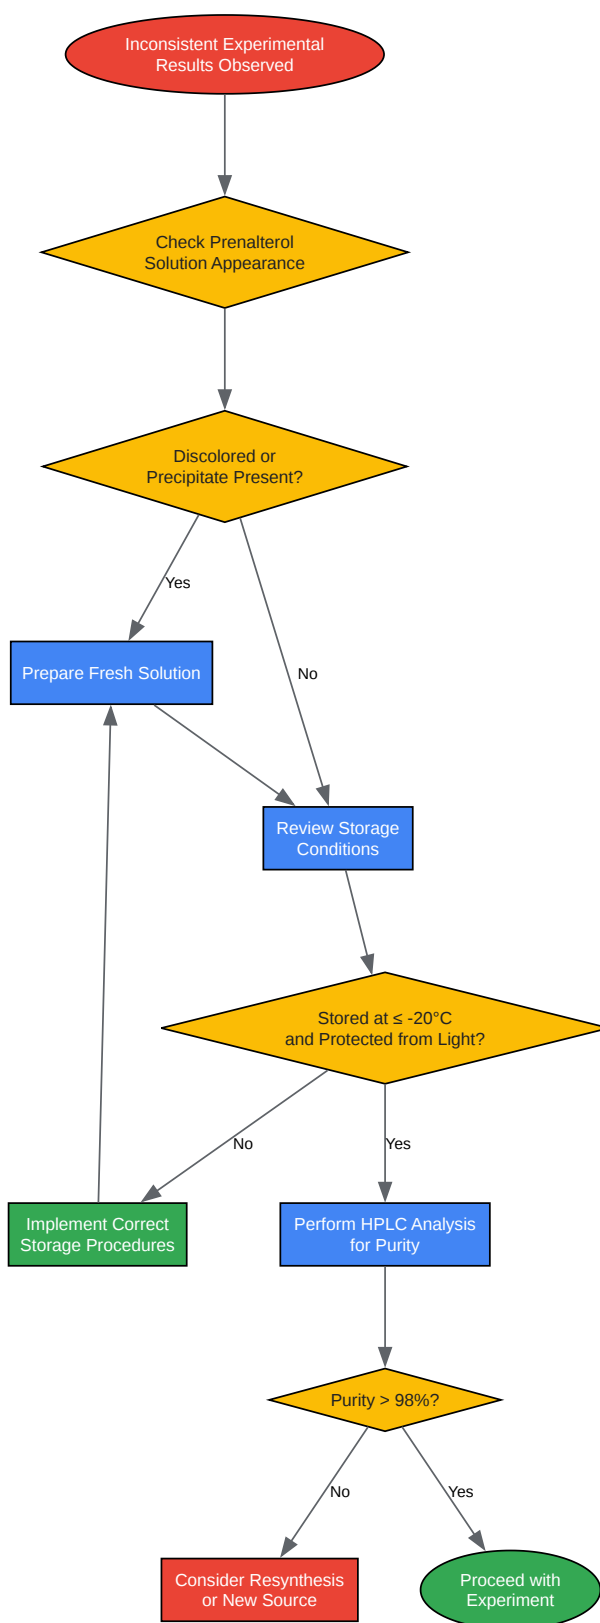 Inconsistent Experimental
Results Observed
Check Prenalterol
Solution Appearance
Discolored or
Precipitate Present?
Yes
Prepare Fresh Solution
No
Review Storage
Conditions
Stored at ≤ -20°C
and Protected from Light?
No
Yes
Implement Correct
Storage Procedures
Perform HPLC Analysis
for Purity
Purity > 98%?
No
Yes
Consider Resynthesis
or New Source
Proceed with
Experiment